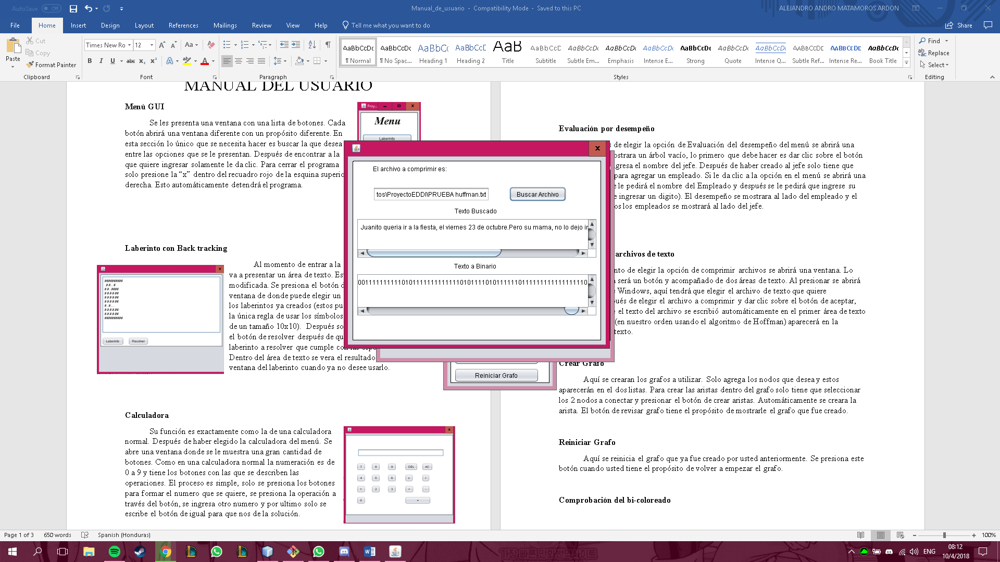 AutoSave Off
Manual_de_usuario - Compatibility Mode - Saved to this PC
ALEJANDRO ANDRO MATAMOROS ARDON
File Home Insert Design Layout References Mailings Review View Help Tell me what you want to do
Share
Paste
Cut
Copy
Format Painter
Clipboard
Times New Ro 12
Font
Paragraph
AaBbCcDc AaBbCcDc AaBbCc AaBbCcD AaB AaBbCcD AaBbCcDc AaBbCcDc AaBbCcDc AaBbCcDc AaBbCcDc AaBbCcDc AABBCCDD AABBCCDD AaBbCcDc
¶ Normal ¶ No Spac... Heading 1 Heading 2 Title Subtitle Subtle Em... Emphasis Intense E... Strong Quote Intense Q... Subtle Ref... Intense Re... Book Title
Styles
Find
Replace
Select
Editing
MANUAL DEL USUARIO
Menú GUI
Se les presenta una ventana con una lista de botones. Cada
botón abrirá una ventana diferente con un propósito diferente. En
esta sección lo único que se necesita hacer es buscar la que desea
entre las opciones que se le presentan. Después de encontrar a la
que quiere ingresar solamente le da clic. Para cerrar el programa
solo presione la “x” dentro del recuadro rojo de la esquina superio
derecha. Esto automáticamente detendrá el programa.
Proy...
Menu
Laberinto
Laberinto con Back tracking
Al momento de entrar a la
va a presentar un área de texto. Es
modificada. Se presiona el botón d
ventana de donde puede elegir un
los laberintos ya creados (estos pu
la única regla de usar los símbolos
de un tamaño 10x10). Después so
el botón de resolver después de qu
laberinto a resolver que cumple con las espe
Dentro del área de texto se vera el resultado
ventana del laberinto cuando ya no desee usarlo.
Laberinto Resolver
Calculadora
Su función es exactamente como la de una calculadora
normal. Después de haber elegido la calculadora del menú. Se
abre una ventana donde se le muestra una gran cantidad de
botones. Como en una calculadora normal la numeración es de
0 a 9 y tiene los botones con las que se describen las
operaciones. El proceso es simple, solo se presiona los botones
para formar el numero que se quiere, se presiona la operación a
través del botón, se ingresa otro numero y por ultimo solo se
escribe el botón de igual para que nos de la solución.
7 8 9 DEL AC
4 5 6 x /
1 2 3 + -
0 =
El archivo a comprimir es:
tos\ProyectoEDDI\PRUEBA huffman.txt
Buscar Archivo
Texto Buscado
Juanito queria ir a la fiesta, el viernes 23 de octubre.Pero su mama, no lo dejo ir
Texto a Binario
Reiniciar Grafo
Evaluación por desempeño
s de elegir la opción de Evaluación del desempeño del menú se abrirá una
ostrara un árbol vacío, lo primero que debe hacer es dar clic sobre el botón
gresa el nombre del jefe. Después de haber creado al jefe solo tiene que
para agregar un empleado. Si le da clic a la opción en el menú se abrirá una
e le pedirá el nombre del Empleado y después se le pedirá que ingrese su
e ingresar un digito). El desempeño se mostrara al lado del empleado y el
os los empleados se mostrará al lado del jefe.
archivos de texto
nto de elegir la opción de comprimir archivos se abrirá una ventana. Lo
será un botón y acompañado de dos áreas de texto. Al presionar se abrirá
e Windows, aquí tendrá que elegir el archivo de texto que quiere
pués de elegir el archivo a comprimir y dar clic sobre el botón de aceptar,
e el texto del archivo se escribió automáticamente en el primer área de texto
(en nuestro orden usando el algoritmo de Hoffman) aparecerá en la
texto.
Crear Grafo
Aquí se crearan los grafos a utilizar. Solo agrega los nodos que desea y estos
aparecerán en el dos listas. Para crear las aristas dentro del grafo solo tiene que seleccionar
los 2 nodos a conectar y presionar el botón de crear aristas. Automáticamente se creara la
arista. El botón de revisar grafo tiene el propósito de mostrarle el grafo que fue creado.
Reiniciar Grafo
Aquí se reinicia el grafo que ya fue creado por usted anteriormente. Se presiona este
botón cuando usted tiene el propósito de volver a empezar el grafo.
Comprobación del bi-coloreado
Page 1 of 3 650 words Spanish (Honduras)
100%
ENG
08:12
10/4/2018